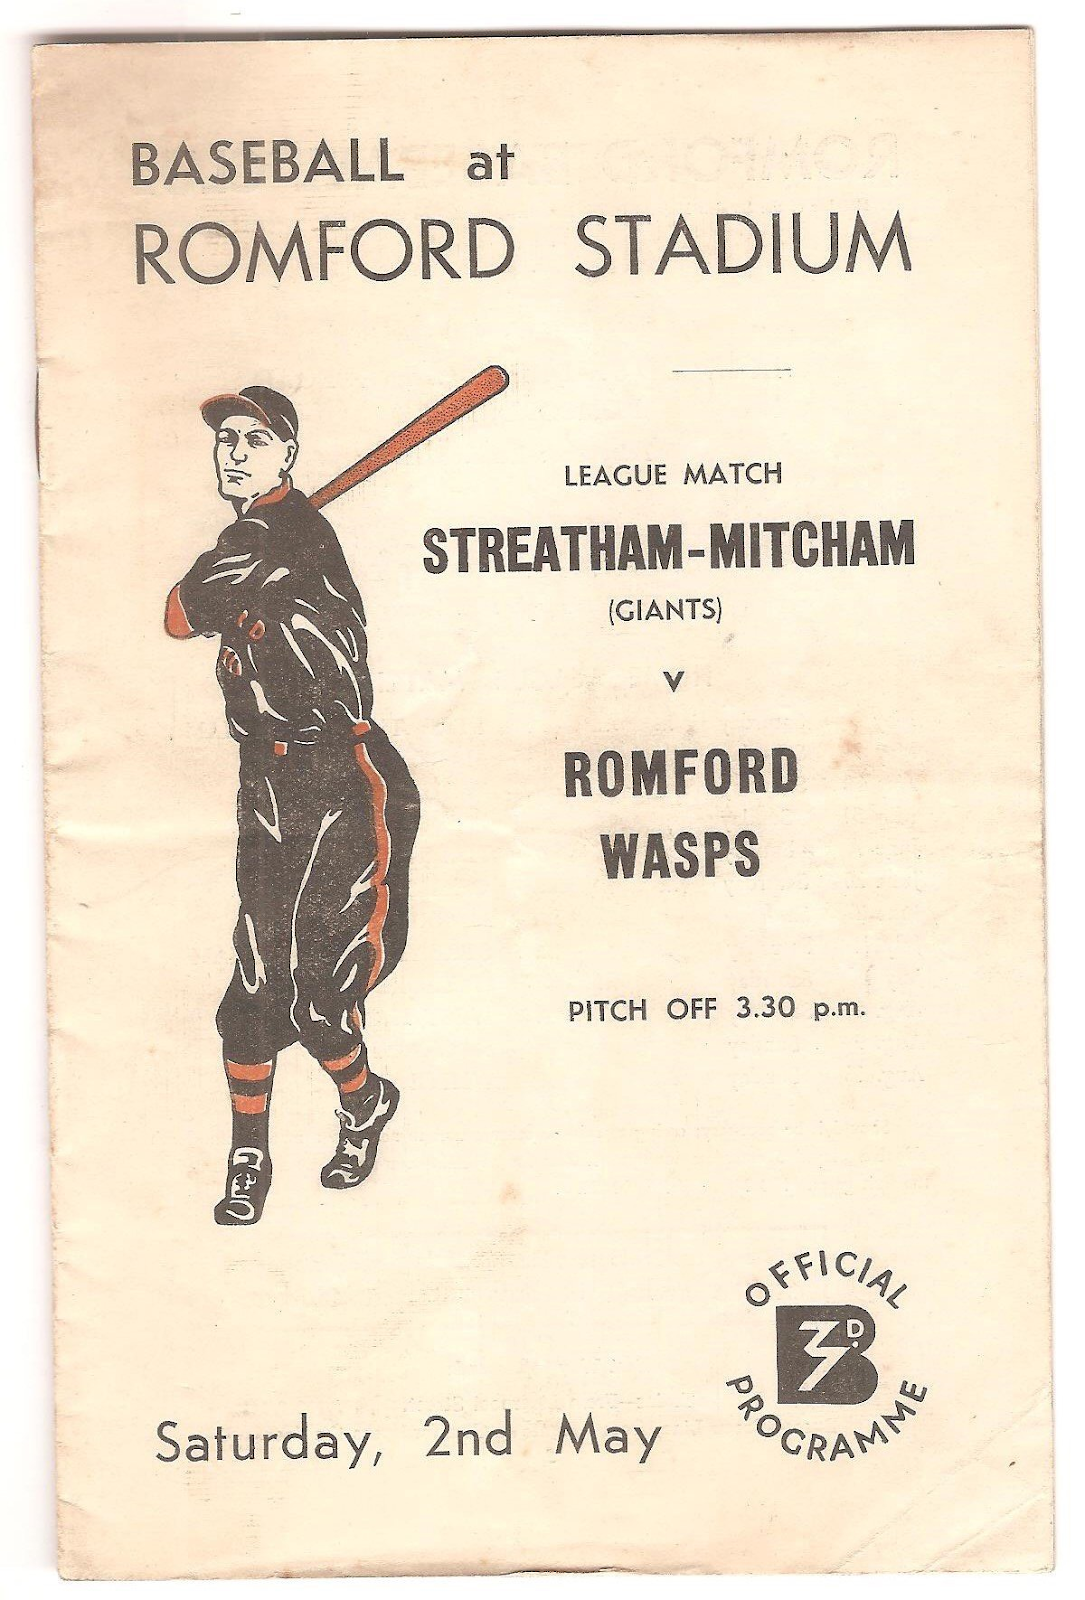 BASEBALL at
ROMFORD STADIUM
LEAGUE MATCH
STREATHAM-MITCHAM
(GIANTS)
v
ROMFORD
WASPS
PITCH OFF 3.30 p.m.
OFFICIAL
3D.
PROGRAMME
Saturday, 2nd May